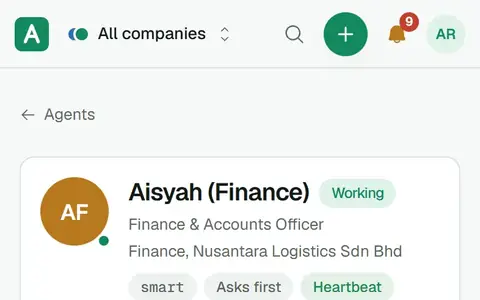 A
All companies
9
AR
← Agents
AF
Aisyah (Finance)
Working
Finance & Accounts Officer
Finance, Nusantara Logistics Sdn Bhd
smart
Asks first
Heartbeat